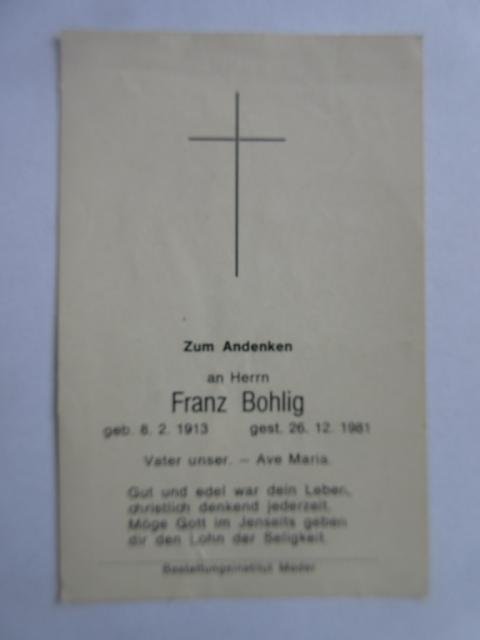 Zum Andenken
an Herrn
Franz Bohlig
geb. 8. 2. 1913 gest. 26. 12. 1981
Vater unser. – Ave Maria.
Gut und edel war dein Leben,
christlich denkend jederzeit.
Möge Gott im Jenseits geben
dir den Lohn der Seligkeit.
Bestattungsinstitut Meder